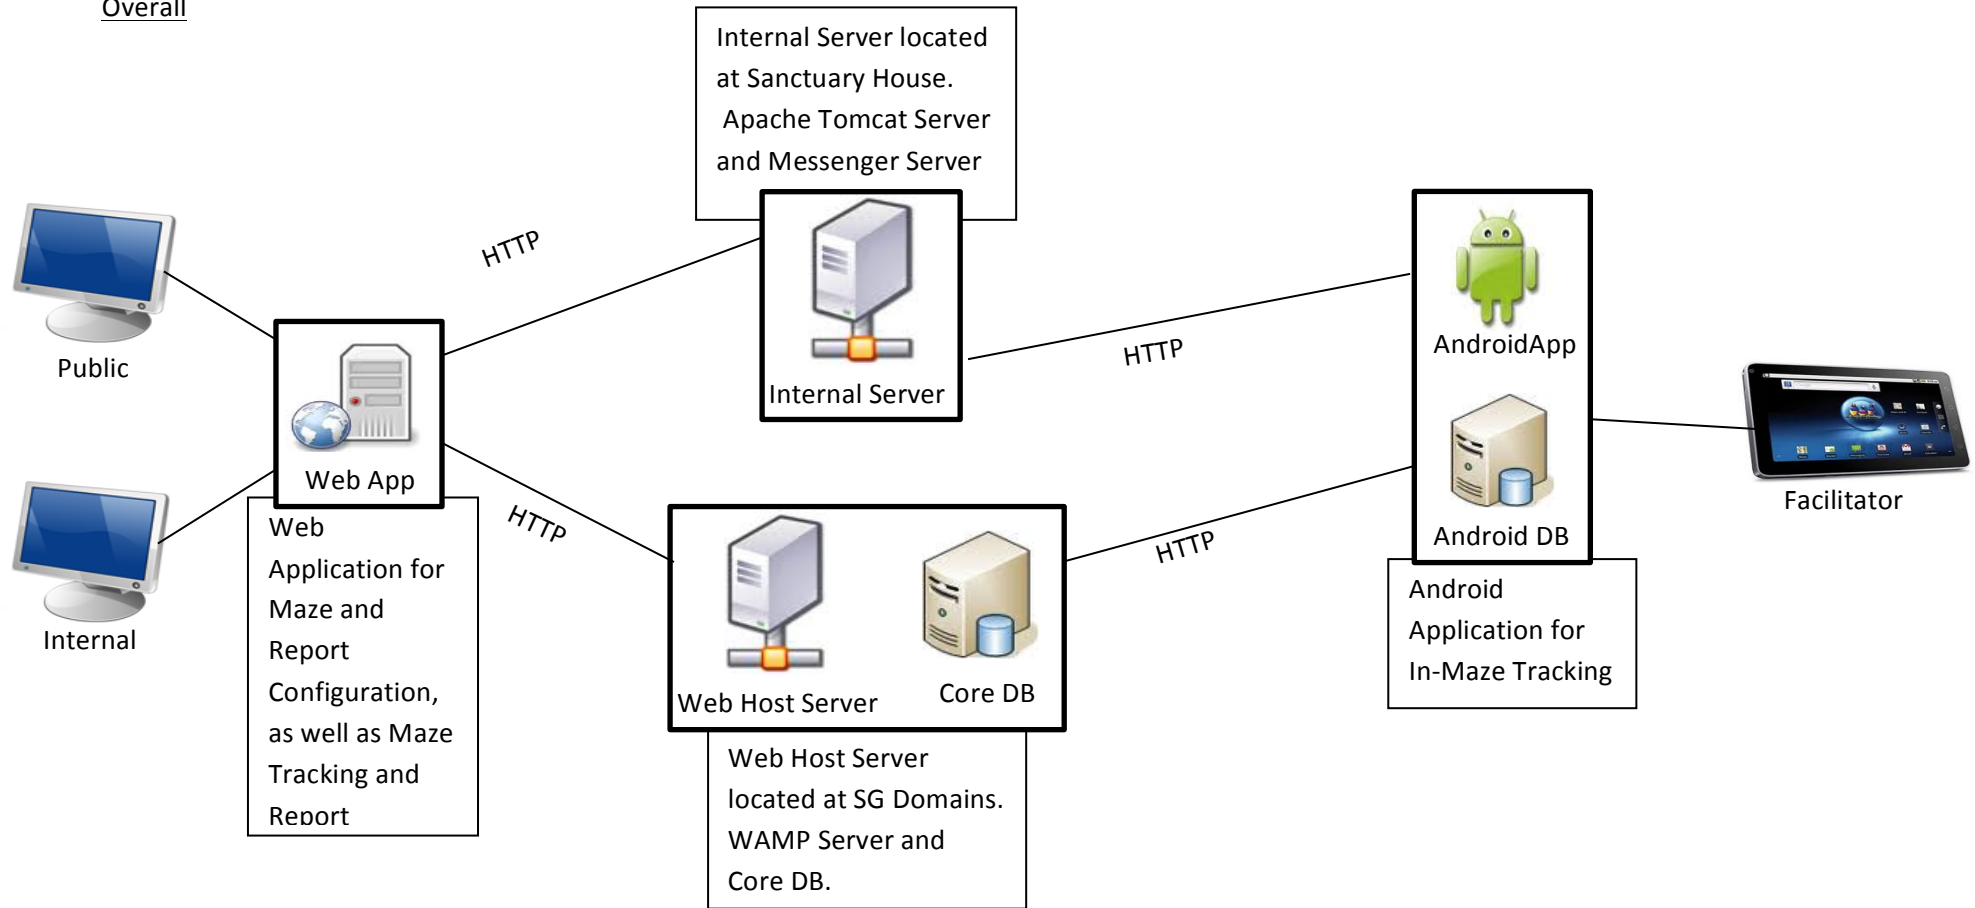 Overall
Internal Server located
at Sanctuary House.
Apache Tomcat Server
and Messenger Server
HTTP
Public
Internal Server
HTTP
AndroidApp
Web App
Facilitator
HTTP
HTTP
Android DB
Internal
Web
Application for
Maze and
Report
Configuration,
as well as Maze
Tracking and
Report
Web Host Server
Core DB
Android
Application for
In-Maze Tracking
Web Host Server
located at SG Domains.
WAMP Server and
Core DB.